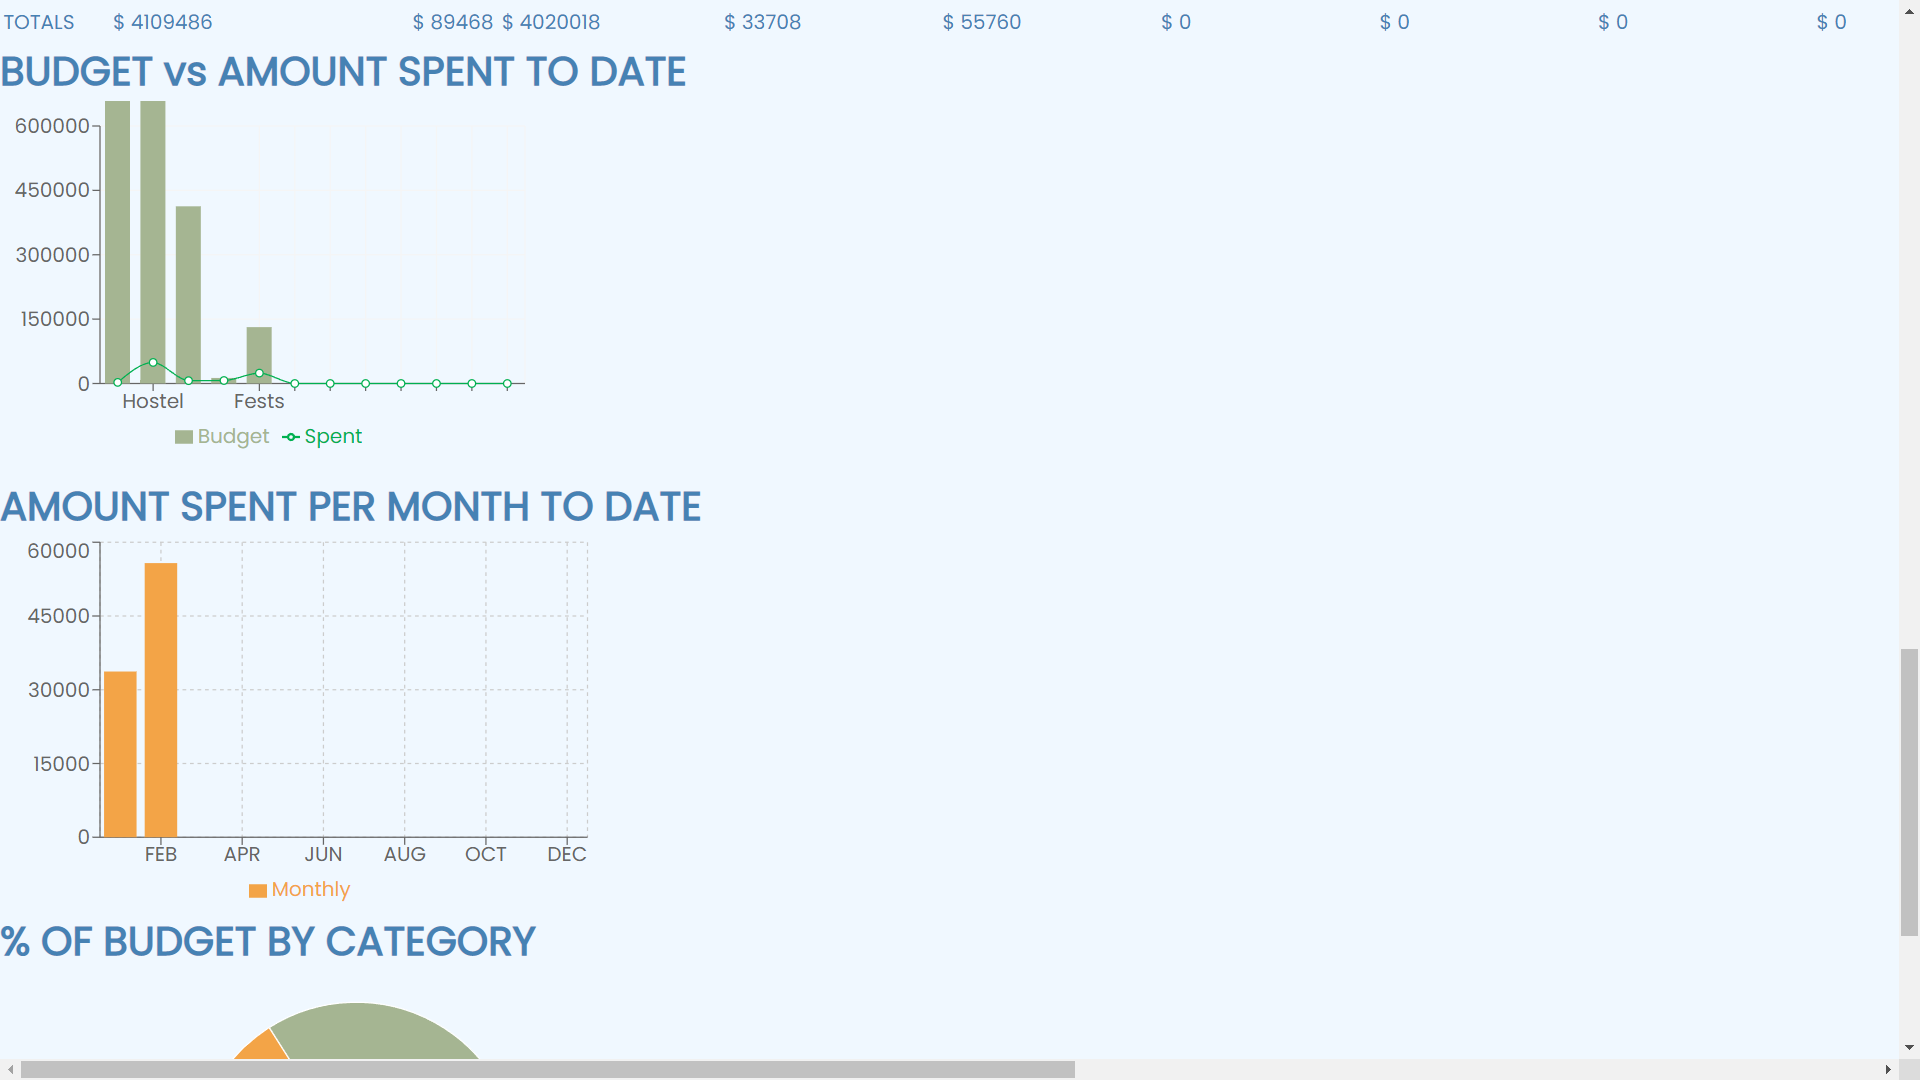 TOTALS $ 4109486 $ 89468 $ 4020018 $ 33708 $ 55760 $ 0 $ 0 $ 0 $ 0
BUDGET vs AMOUNT SPENT TO DATE
600000
450000
300000
150000
0
Hostel Fests
Budget Spent
AMOUNT SPENT PER MONTH TO DATE
60000
45000
30000
15000
0
FEB APR JUN AUG OCT DEC
Monthly
% OF BUDGET BY CATEGORY